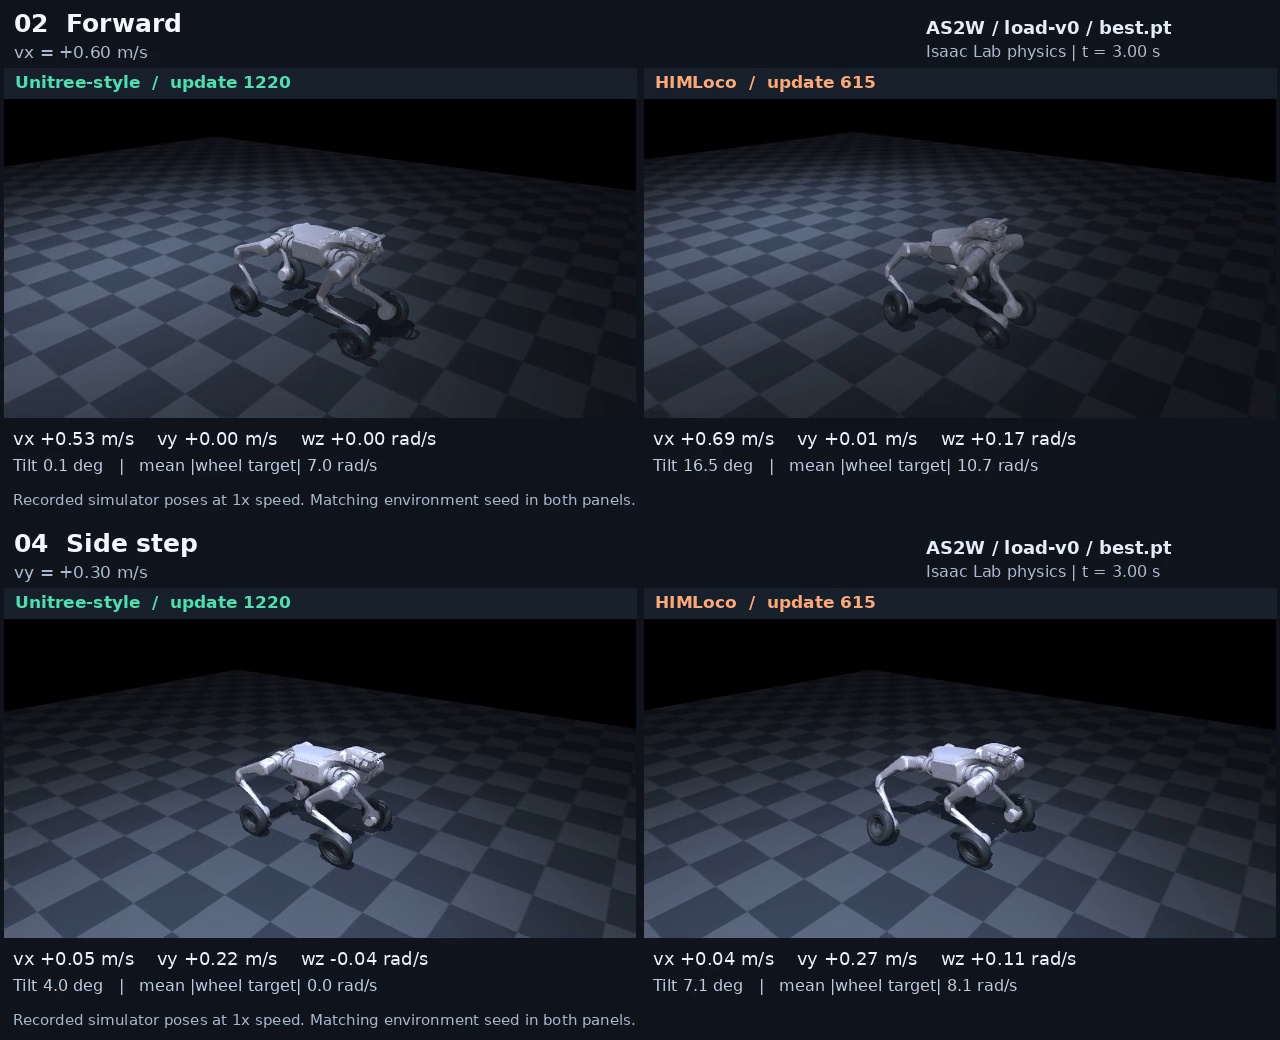 02 Forward
vx = +0.60 m/s
AS2W / load-v0 / best.pt
Isaac Lab physics | t = 3.00 s
Unitree-style / update 1220
HIMLoco / update 615
vx +0.53 m/s vy +0.00 m/s wz +0.00 rad/s
Tilt 0.1 deg | mean |wheel target| 7.0 rad/s
vx +0.69 m/s vy +0.01 m/s wz +0.17 rad/s
Tilt 16.5 deg | mean |wheel target| 10.7 rad/s
Recorded simulator poses at 1x speed. Matching environment seed in both panels.
04 Side step
vy = +0.30 m/s
AS2W / load-v0 / best.pt
Isaac Lab physics | t = 3.00 s
Unitree-style / update 1220
HIMLoco / update 615
vx +0.05 m/s vy +0.22 m/s wz -0.04 rad/s
Tilt 4.0 deg | mean |wheel target| 0.0 rad/s
vx +0.04 m/s vy +0.27 m/s wz +0.11 rad/s
Tilt 7.1 deg | mean |wheel target| 8.1 rad/s
Recorded simulator poses at 1x speed. Matching environment seed in both panels.